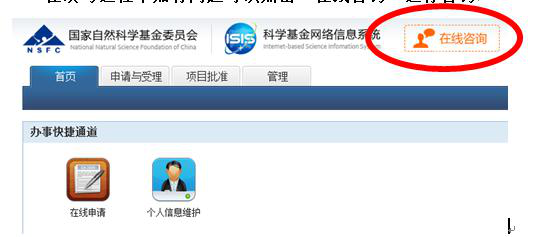 国家自然科学基金委员会
National Natural Science Foundation of China
NSFC
ISIS
科学基金网络信息系统
Internet-based Science Information System
在线咨询
首页
申请与受理
项目批准
管理
办事快捷通道
在线申请
个人信息维护